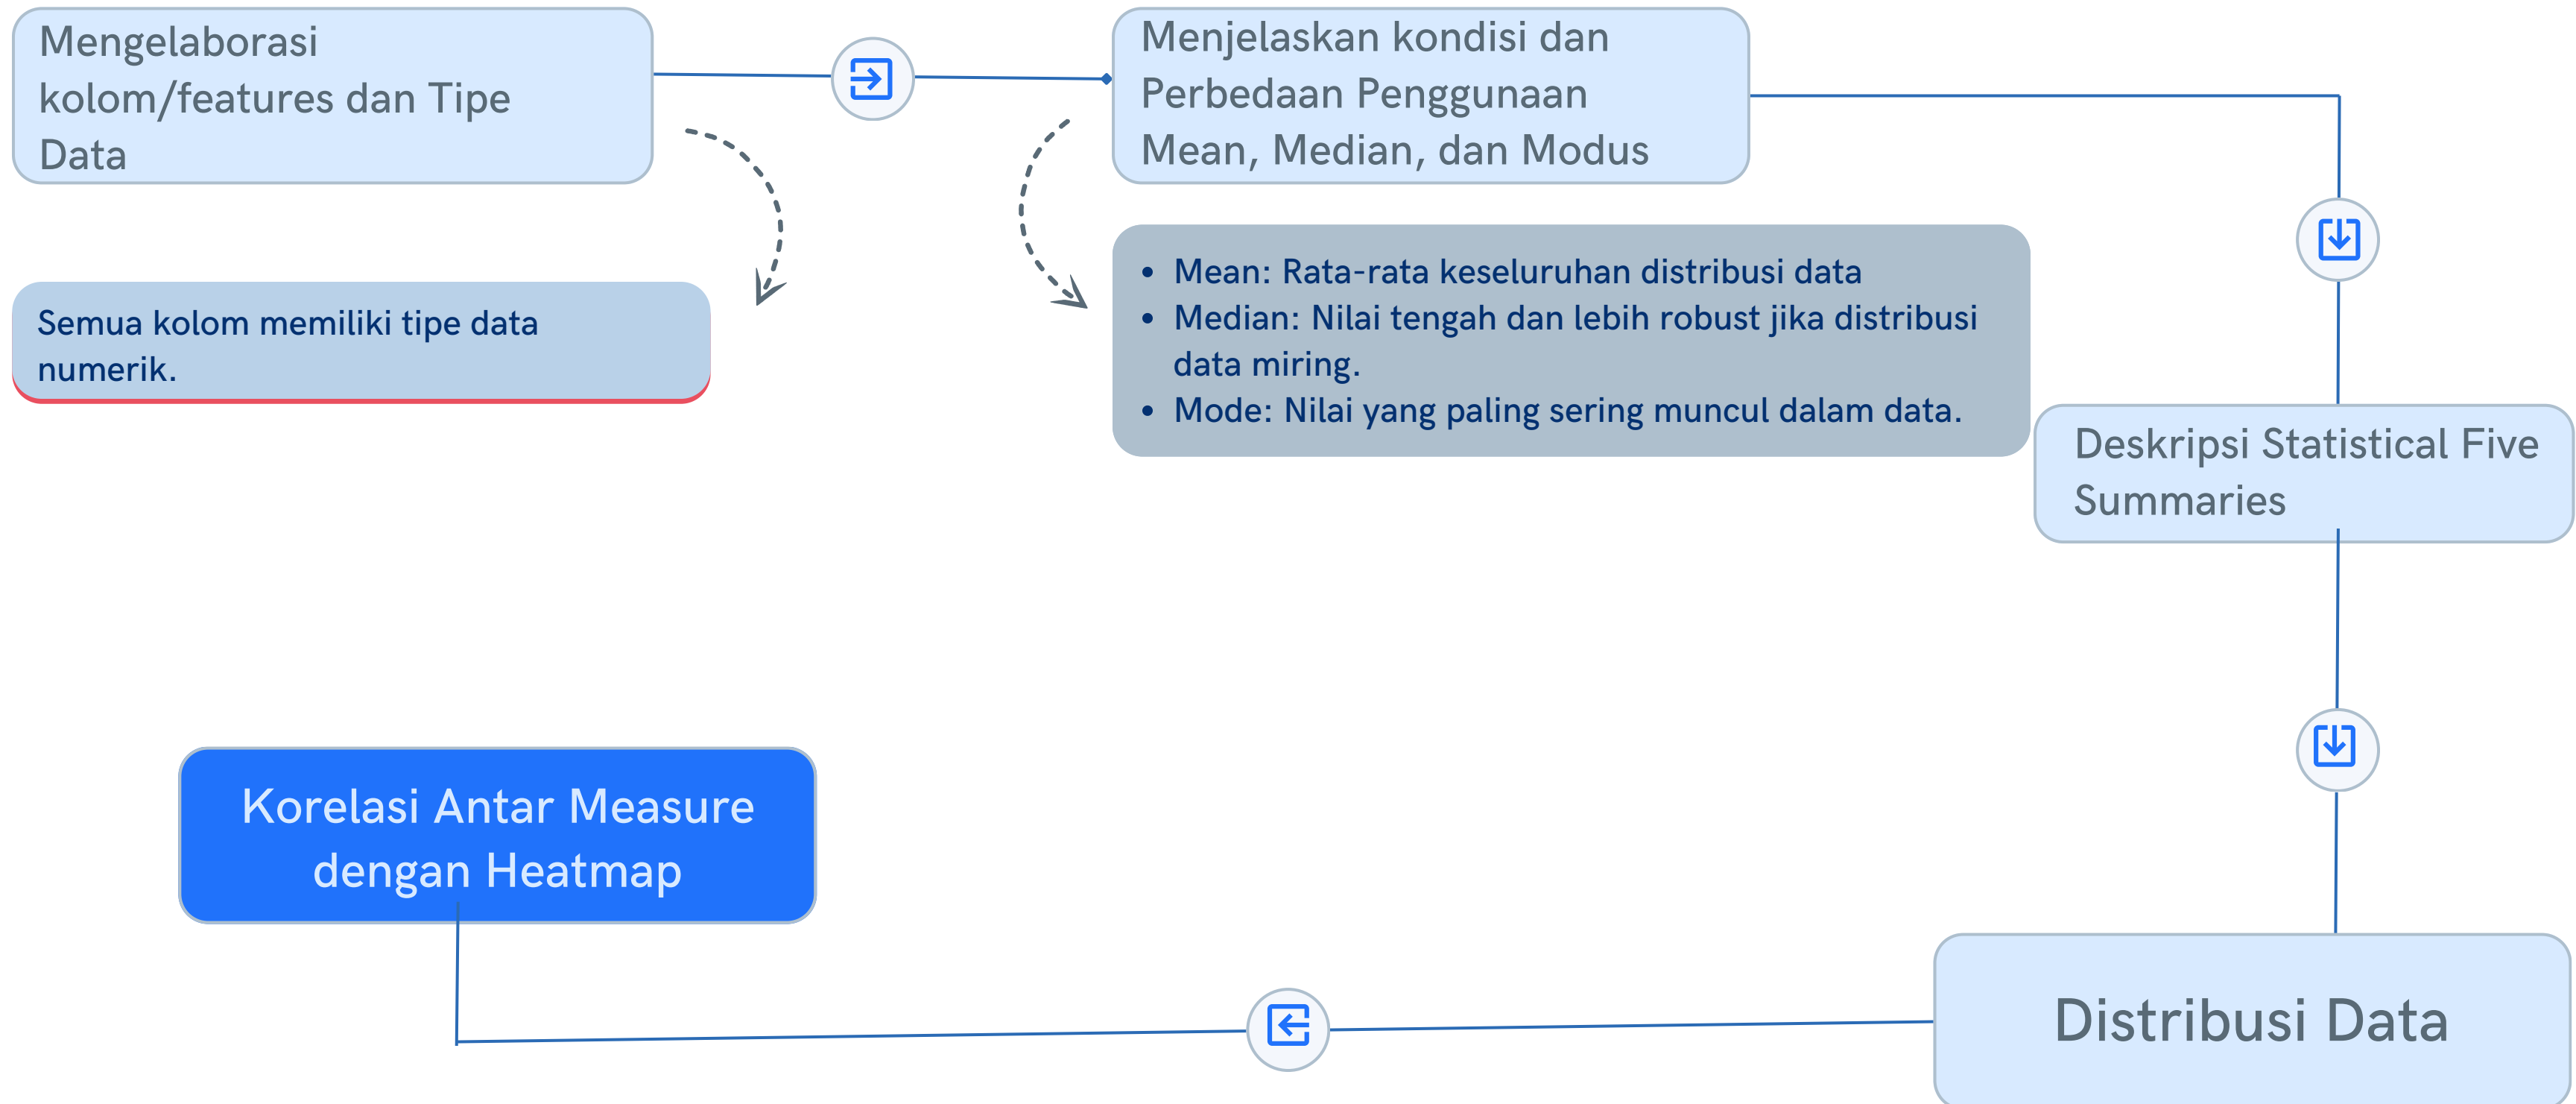 Mengelaborasi
kolom/features dan Tipe
Data
Menjelaskan kondisi dan
Perbedaan Penggunaan
Mean, Median, dan Modus
Semua kolom memiliki tipe data
numerik.
• Mean: Rata-rata keseluruhan distribusi data
• Median: Nilai tengah dan lebih robust jika distribusi
data miring.
• Mode: Nilai yang paling sering muncul dalam data.
Deskripsi Statistical Five
Summaries
Distribusi Data
Korelasi Antar Measure
dengan Heatmap